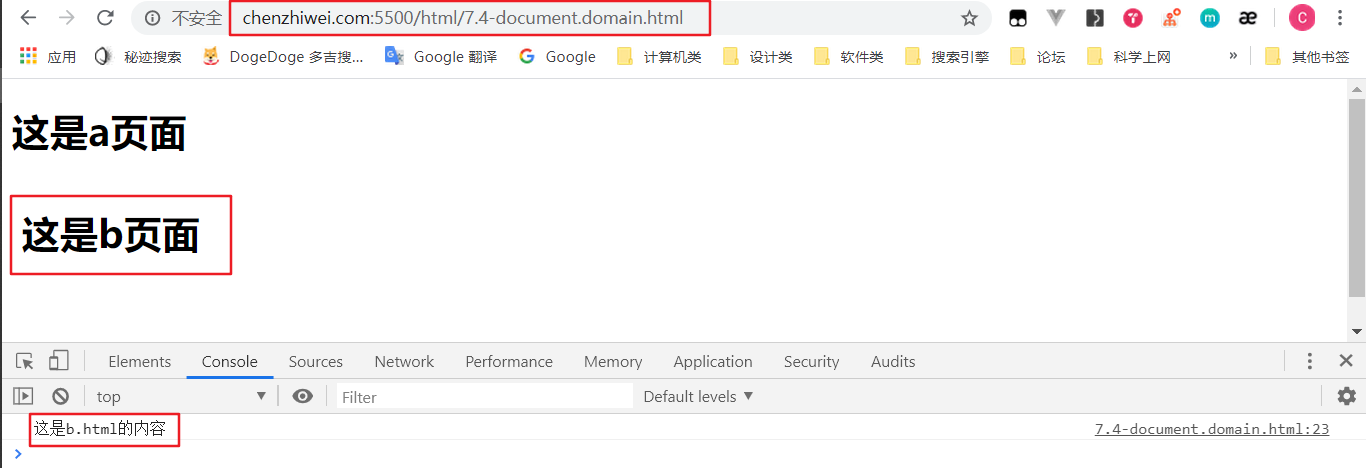 不安全 chenzhiwei.com:5500/html/7.4-document.domain.html C
应用 秘迹搜索 DogeDoge 多吉搜... Google 翻译 Google 计算机类 设计类 软件类 搜索引擎 论坛 科学上网 » 其他书签
这是a页面
这是b页面
Elements Console Sources Network Performance Memory Application Security Audits
top Filter Default levels
这是b.html的内容 7.4-document.domain.html:23
>